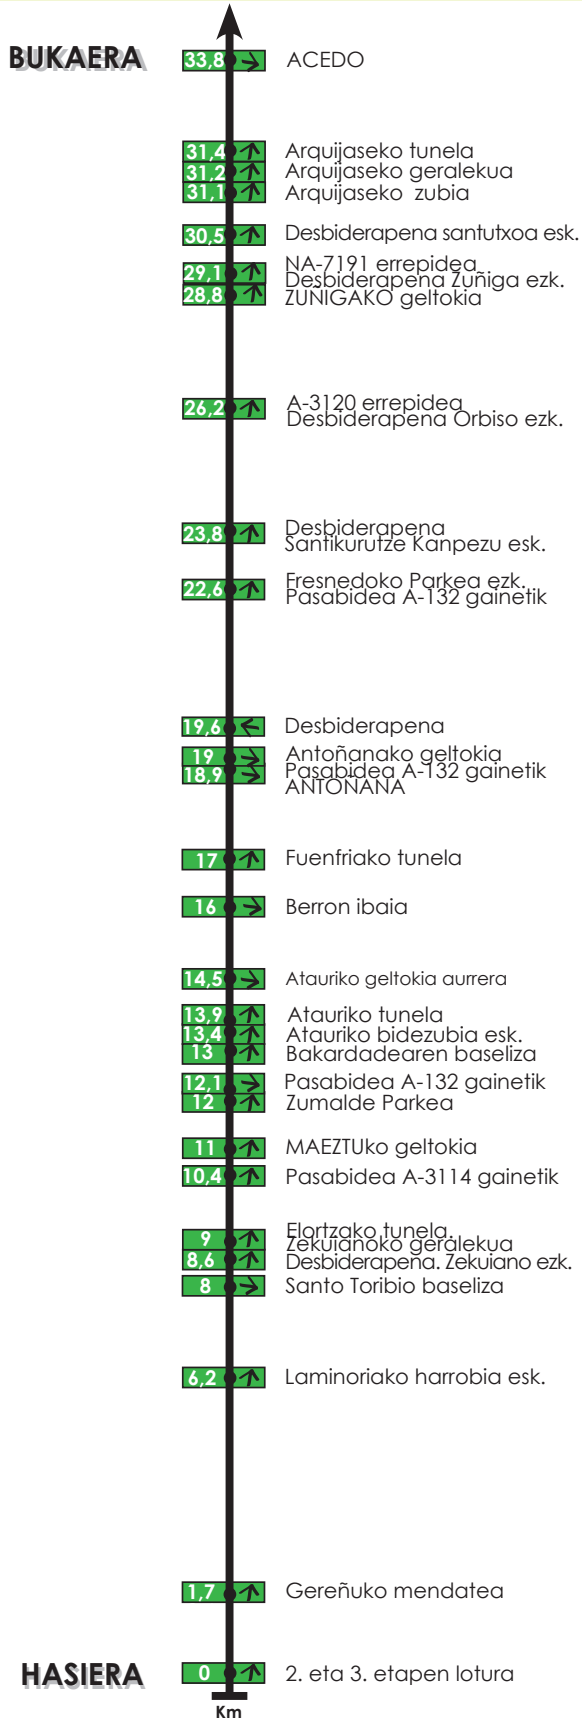 BUKAERA
33,8 ACEDO
31,4 Arquijaseko tunela
31,2 Arquijaseko geralekua
31,1 Arquijaseko zubia
30,5 Desbiderapena santutxoa esk.
29,1 NA-7191 errepidea
Desbiderapena Zuñiga ezk.
28,8 ZUÑIGAKO geltokia
26,2 A-3120 errepidea
Desbiderapena Orbiso ezk.
23,8 Desbiderapena
Santikurutze Kanpezu esk.
22,6 Fresnedoko Parkea ezk.
Pasabidea A-132 gainetik
19,6 Desbiderapena
19 Antoñanako geltokia
18,9 Pasabidea A-132 gainetik
ANTOÑANA
17 Fuenfriako tunela
16 Berron ibaia
14,5 Atauriko geltokia aurrera
13,9 Atauriko tunela
13,4 Atauriko bidezubia esk.
13 Bakardadearen baseliza
12,1 Pasabidea A-132 gainetik
12 Zumalde Parkea
11 MAEZTUko geltokia
10,4 Pasabidea A-3114 gainetik
9 Elortzako tunela.
Zekuianoko geralekua
8,6 Desbiderapena. Zekuiano ezk.
8 Santo Toribio baseliza
6,2 Laminoriako harrobia esk.
1,7 Gereñuko mendatea
HASIERA
0 2. eta 3. etapen lotura
Km